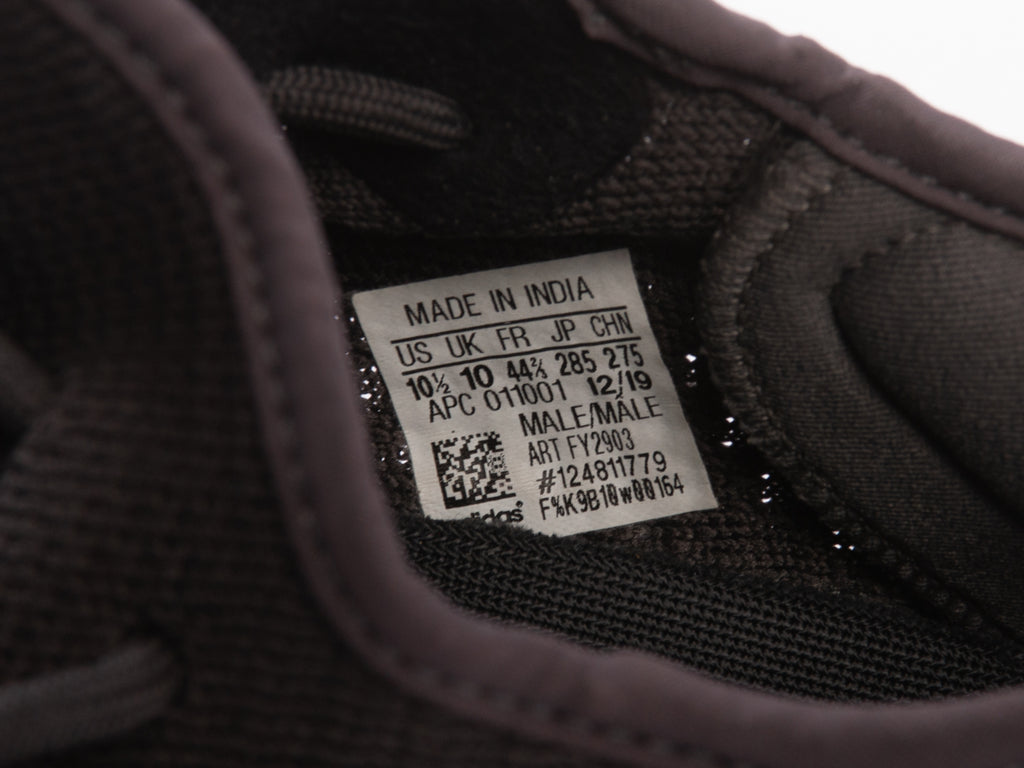 MADE IN INDIA
US UK FR JP CHN
10½ 10 44⅔ 285 275
APC 011001 12/19
MALE/MÂLE
ART FY2903
#124811779
F%K9B10w00164
adidas